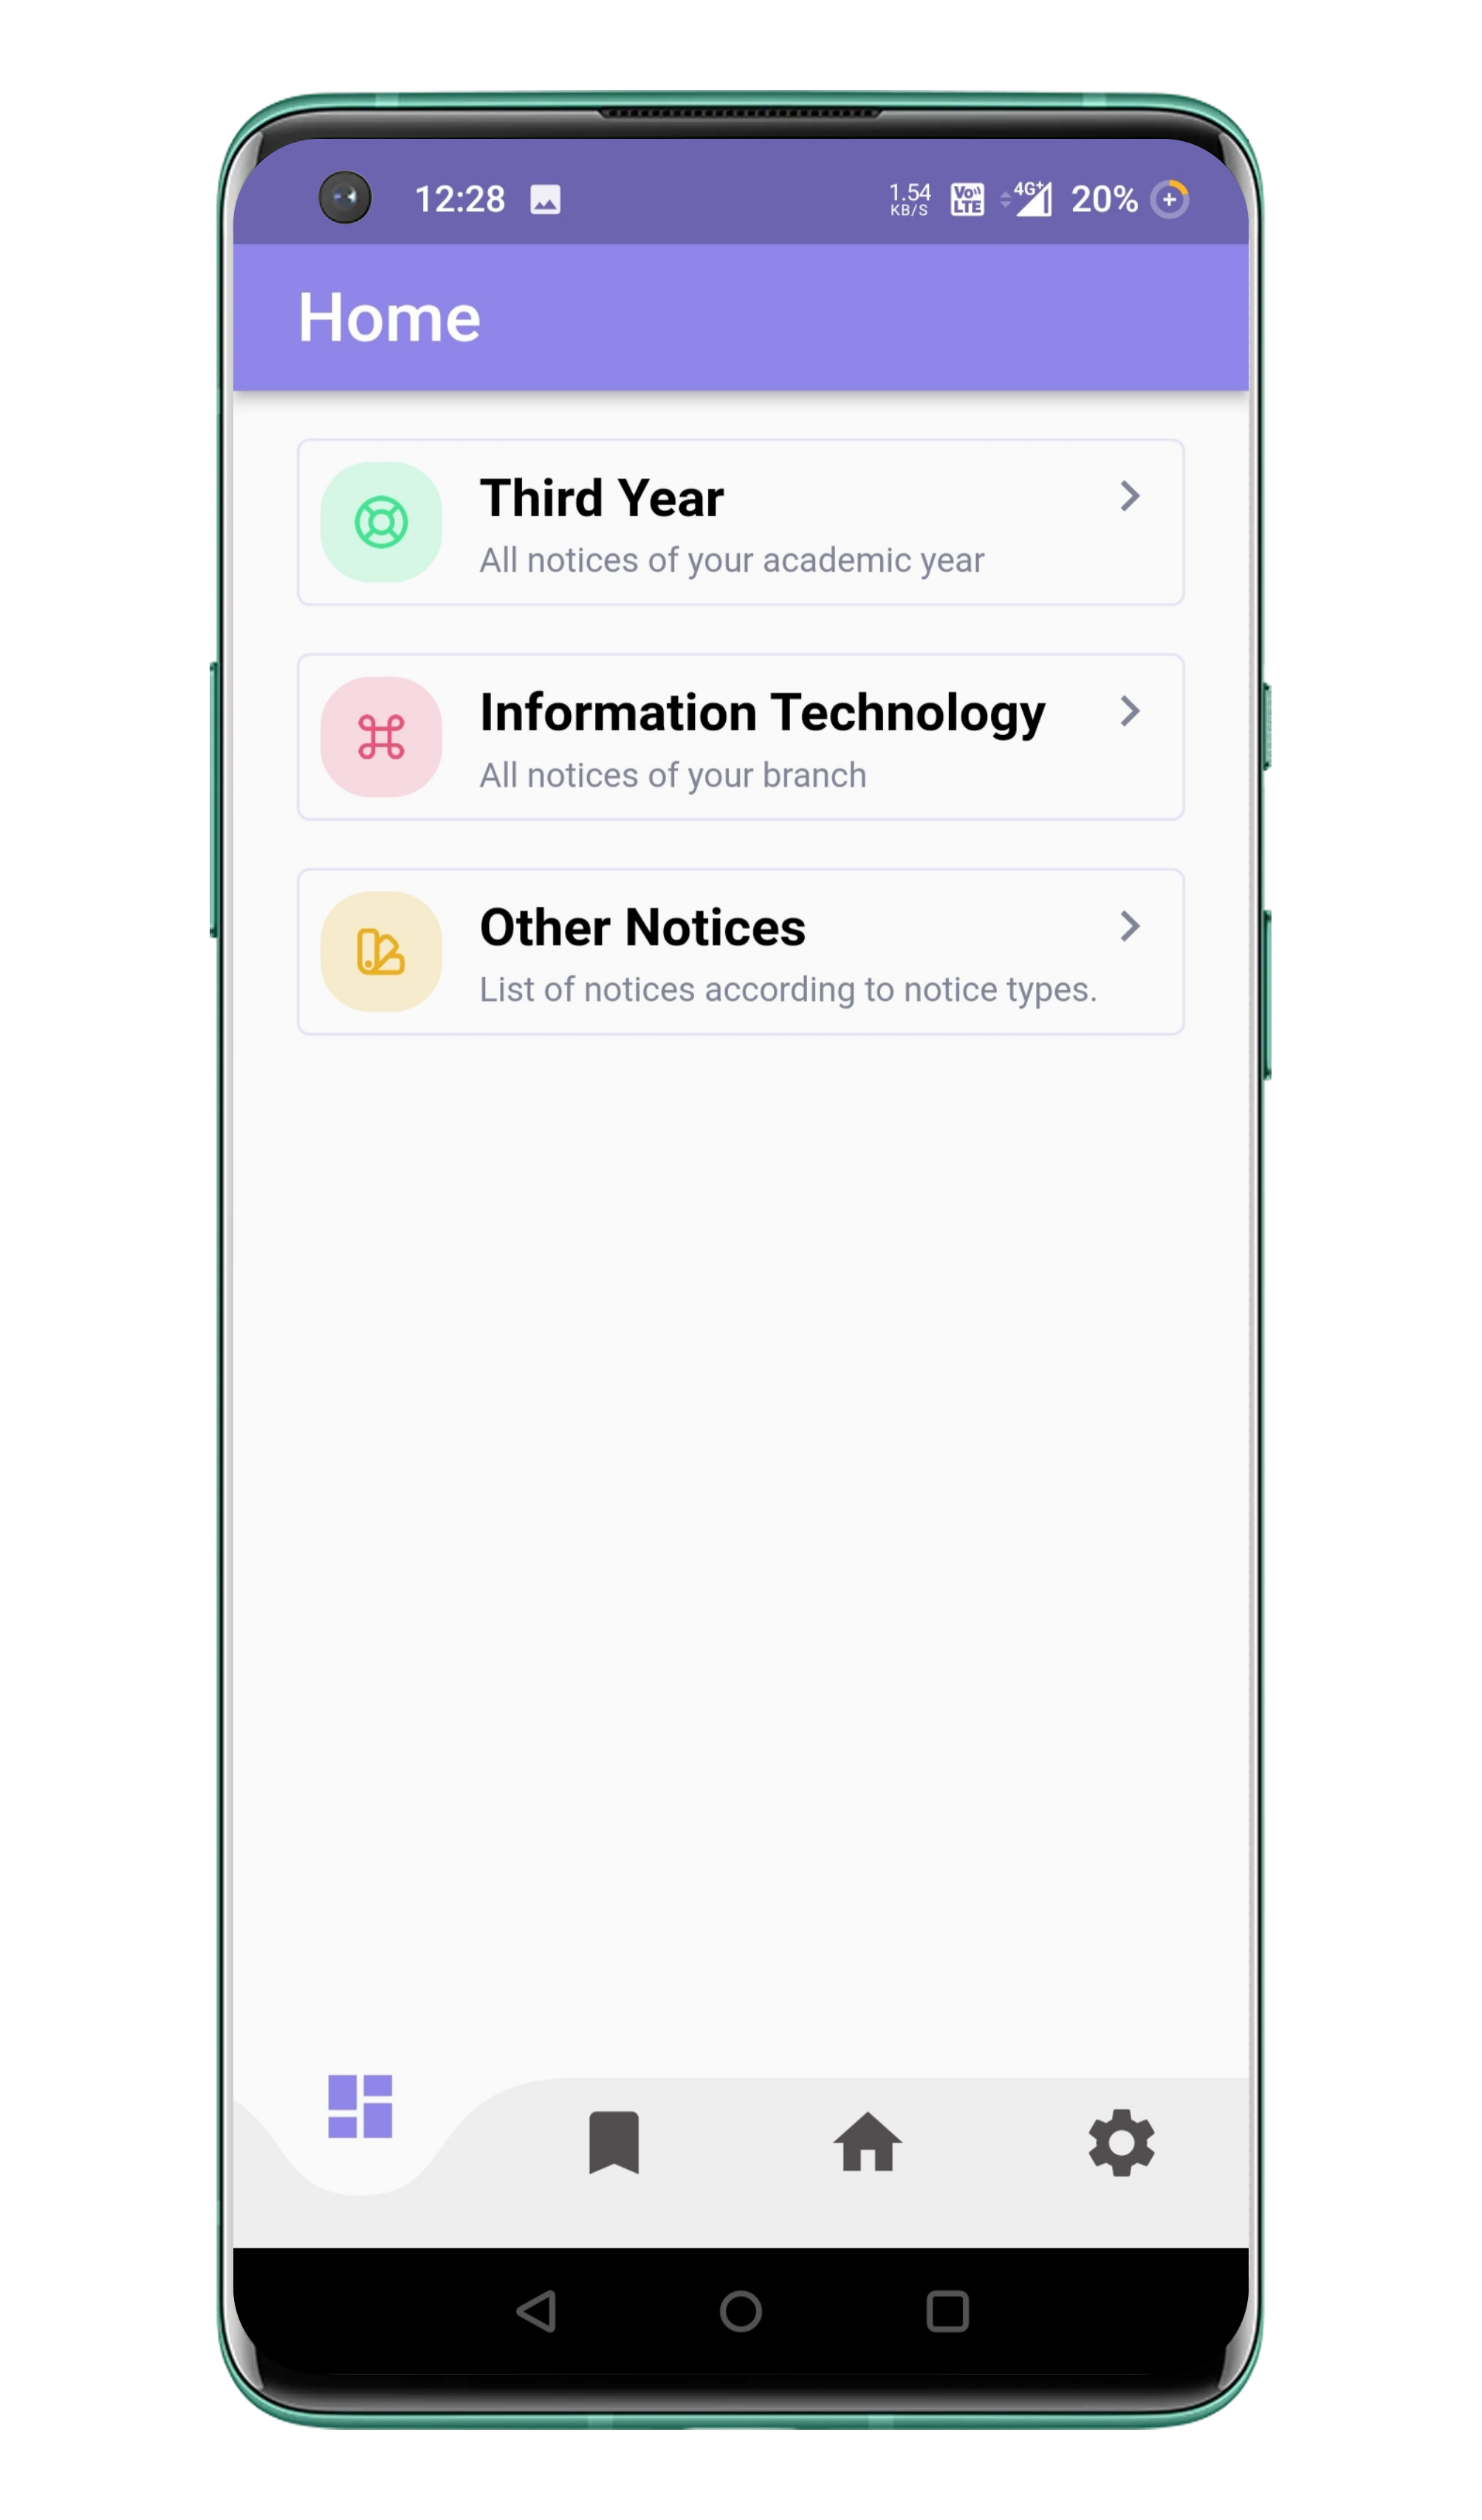 12:28
1.54
KB/S
Vo
LTE
4G+
20%
Home
Third Year
All notices of your academic year
Information Technology
All notices of your branch
Other Notices
List of notices according to notice types.